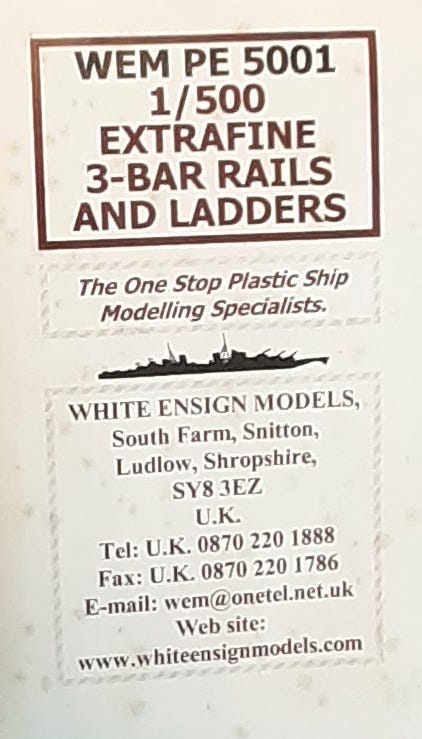 WEM PE 5001
1/500
EXTRAFINE
3-BAR RAILS
AND LADDERS
The One Stop Plastic Ship
Modelling Specialists.
WHITE ENSIGN MODELS,
South Farm, Snitton,
Ludlow, Shropshire,
SY8 3EZ
U.K.
Tel: U.K. 0870 220 1888
Fax: U.K. 0870 220 1786
E-mail: wem@onetel.net.uk
Web site:
www.whiteensignmodels.com